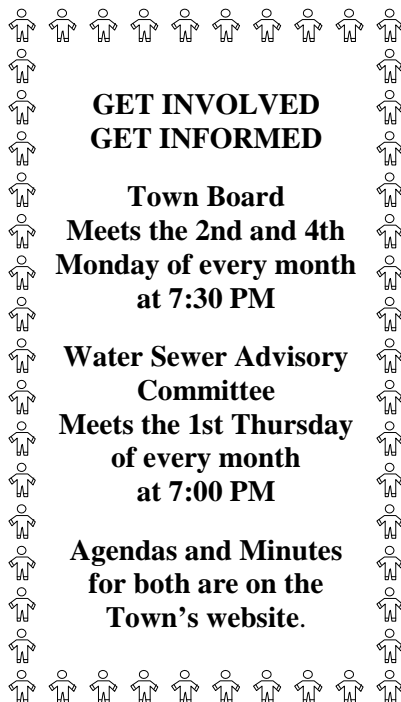 GET INVOLVED
GET INFORMED
Town Board
Meets the 2nd and 4th
Monday of every month
at 7:30 PM
Water Sewer Advisory
Committee
Meets the 1st Thursday
of every month
at 7:00 PM
Agendas and Minutes
for both are on the
Town’s website.